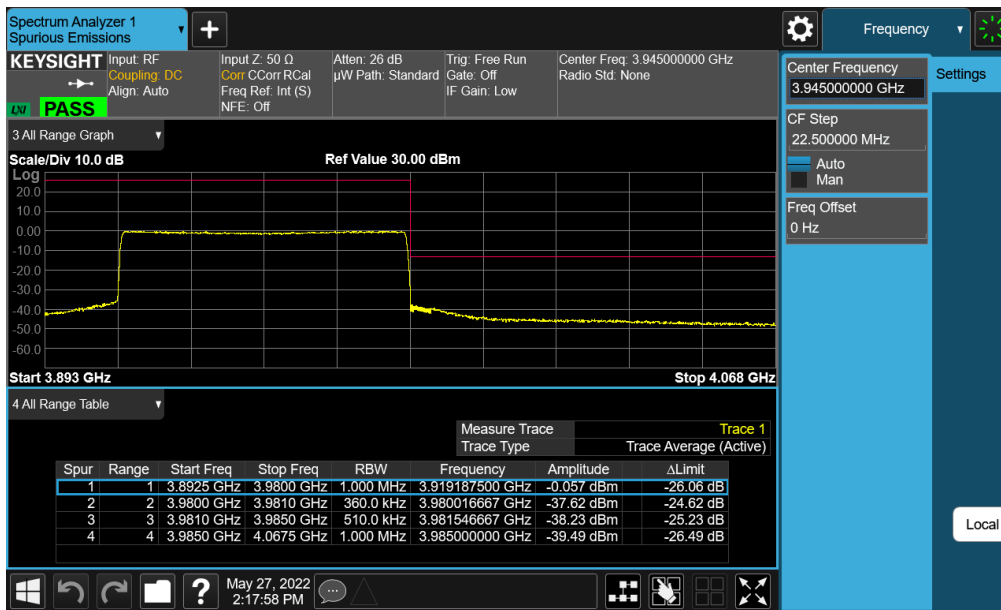 Spectrum Analyzer 1
Spurious Emissions
Frequency
KEYSIGHT
Input: RF
Coupling: DC
Align: Auto
Input Z: 50 Ω
Corr CCorr RCal
Freq Ref: Int (S)
NFE: Off
Atten: 26 dB
µW Path: Standard
Trig: Free Run
Gate: Off
IF Gain: Low
Center Freq: 3.945000000 GHz
Radio Std: None
LXI PASS
Center Frequency
3.945000000 GHz
Settings
CF Step
22.500000 MHz
Auto
Man
Freq Offset
0 Hz
Local
3 All Range Graph
Scale/Div 10.0 dB Ref Value 30.00 dBm
Log
20.0
10.0
0.00
-10.0
-20.0
-30.0
-40.0
-50.0
-60.0
Start 3.893 GHz Stop 4.068 GHz
4 All Range Table
Measure Trace Trace 1
Trace Type Trace Average (Active)
Spur Range Start Freq Stop Freq RBW Frequency Amplitude ΔLimit
1 1 3.8925 GHz 3.9800 GHz 1.000 MHz 3.919187500 GHz -0.057 dBm -26.06 dB
2 2 3.9800 GHz 3.9810 GHz 360.0 kHz 3.980016667 GHz -37.62 dBm -24.62 dB
3 3 3.9810 GHz 3.9850 GHz 510.0 kHz 3.981546667 GHz -38.23 dBm -25.23 dB
4 4 3.9850 GHz 4.0675 GHz 1.000 MHz 3.985000000 GHz -39.49 dBm -26.49 dB
?
May 27, 2022
2:17:58 PM